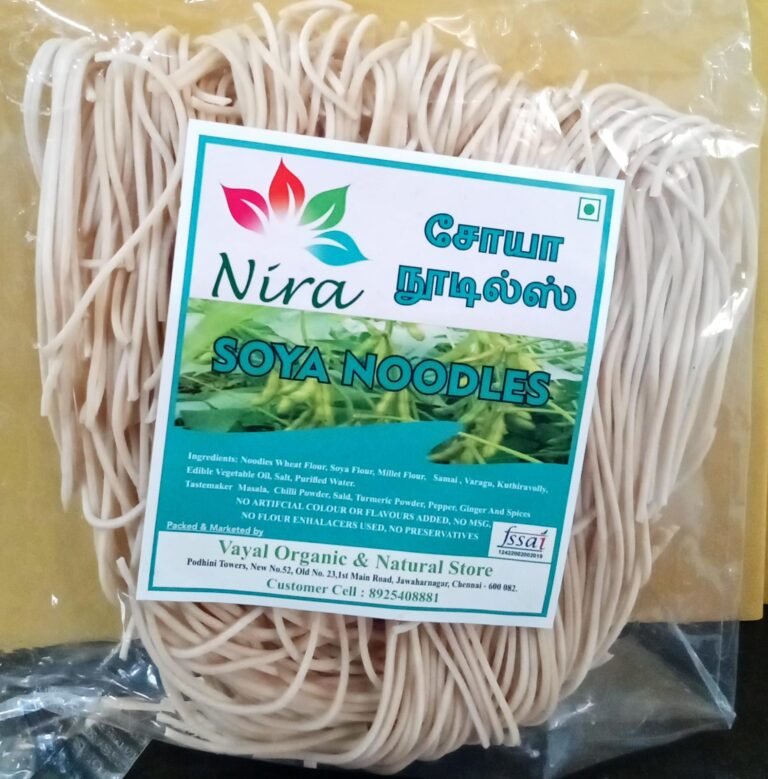 Nira
சோயா
நூடில்ஸ்
SOYA NOODLES
Ingredients: Noodles Wheat Flour, Soya Flour, Millet Flour, Samai , Varagu, Kuthiravolly,
Edible Vegetable Oil, Salt, Purified Water.
Tastemaker Masala, Chilli Powder, Sald, Turmeric Powder, Pepper, Ginger And Spices
NO ARTIFCIAL COLOUR OR FLAVOURS ADDED, NO MSG,
NO FLOUR ENHALACERS USED, NO PRESERVATIVES
fssai
12422002002019
Packed & Marketed by
Vayal Organic & Natural Store
Podhini Towers, New No.52, Old No. 23,1st Main Road, Jawaharnagar, Chennai - 600 082.
Customer Cell : 8925408881